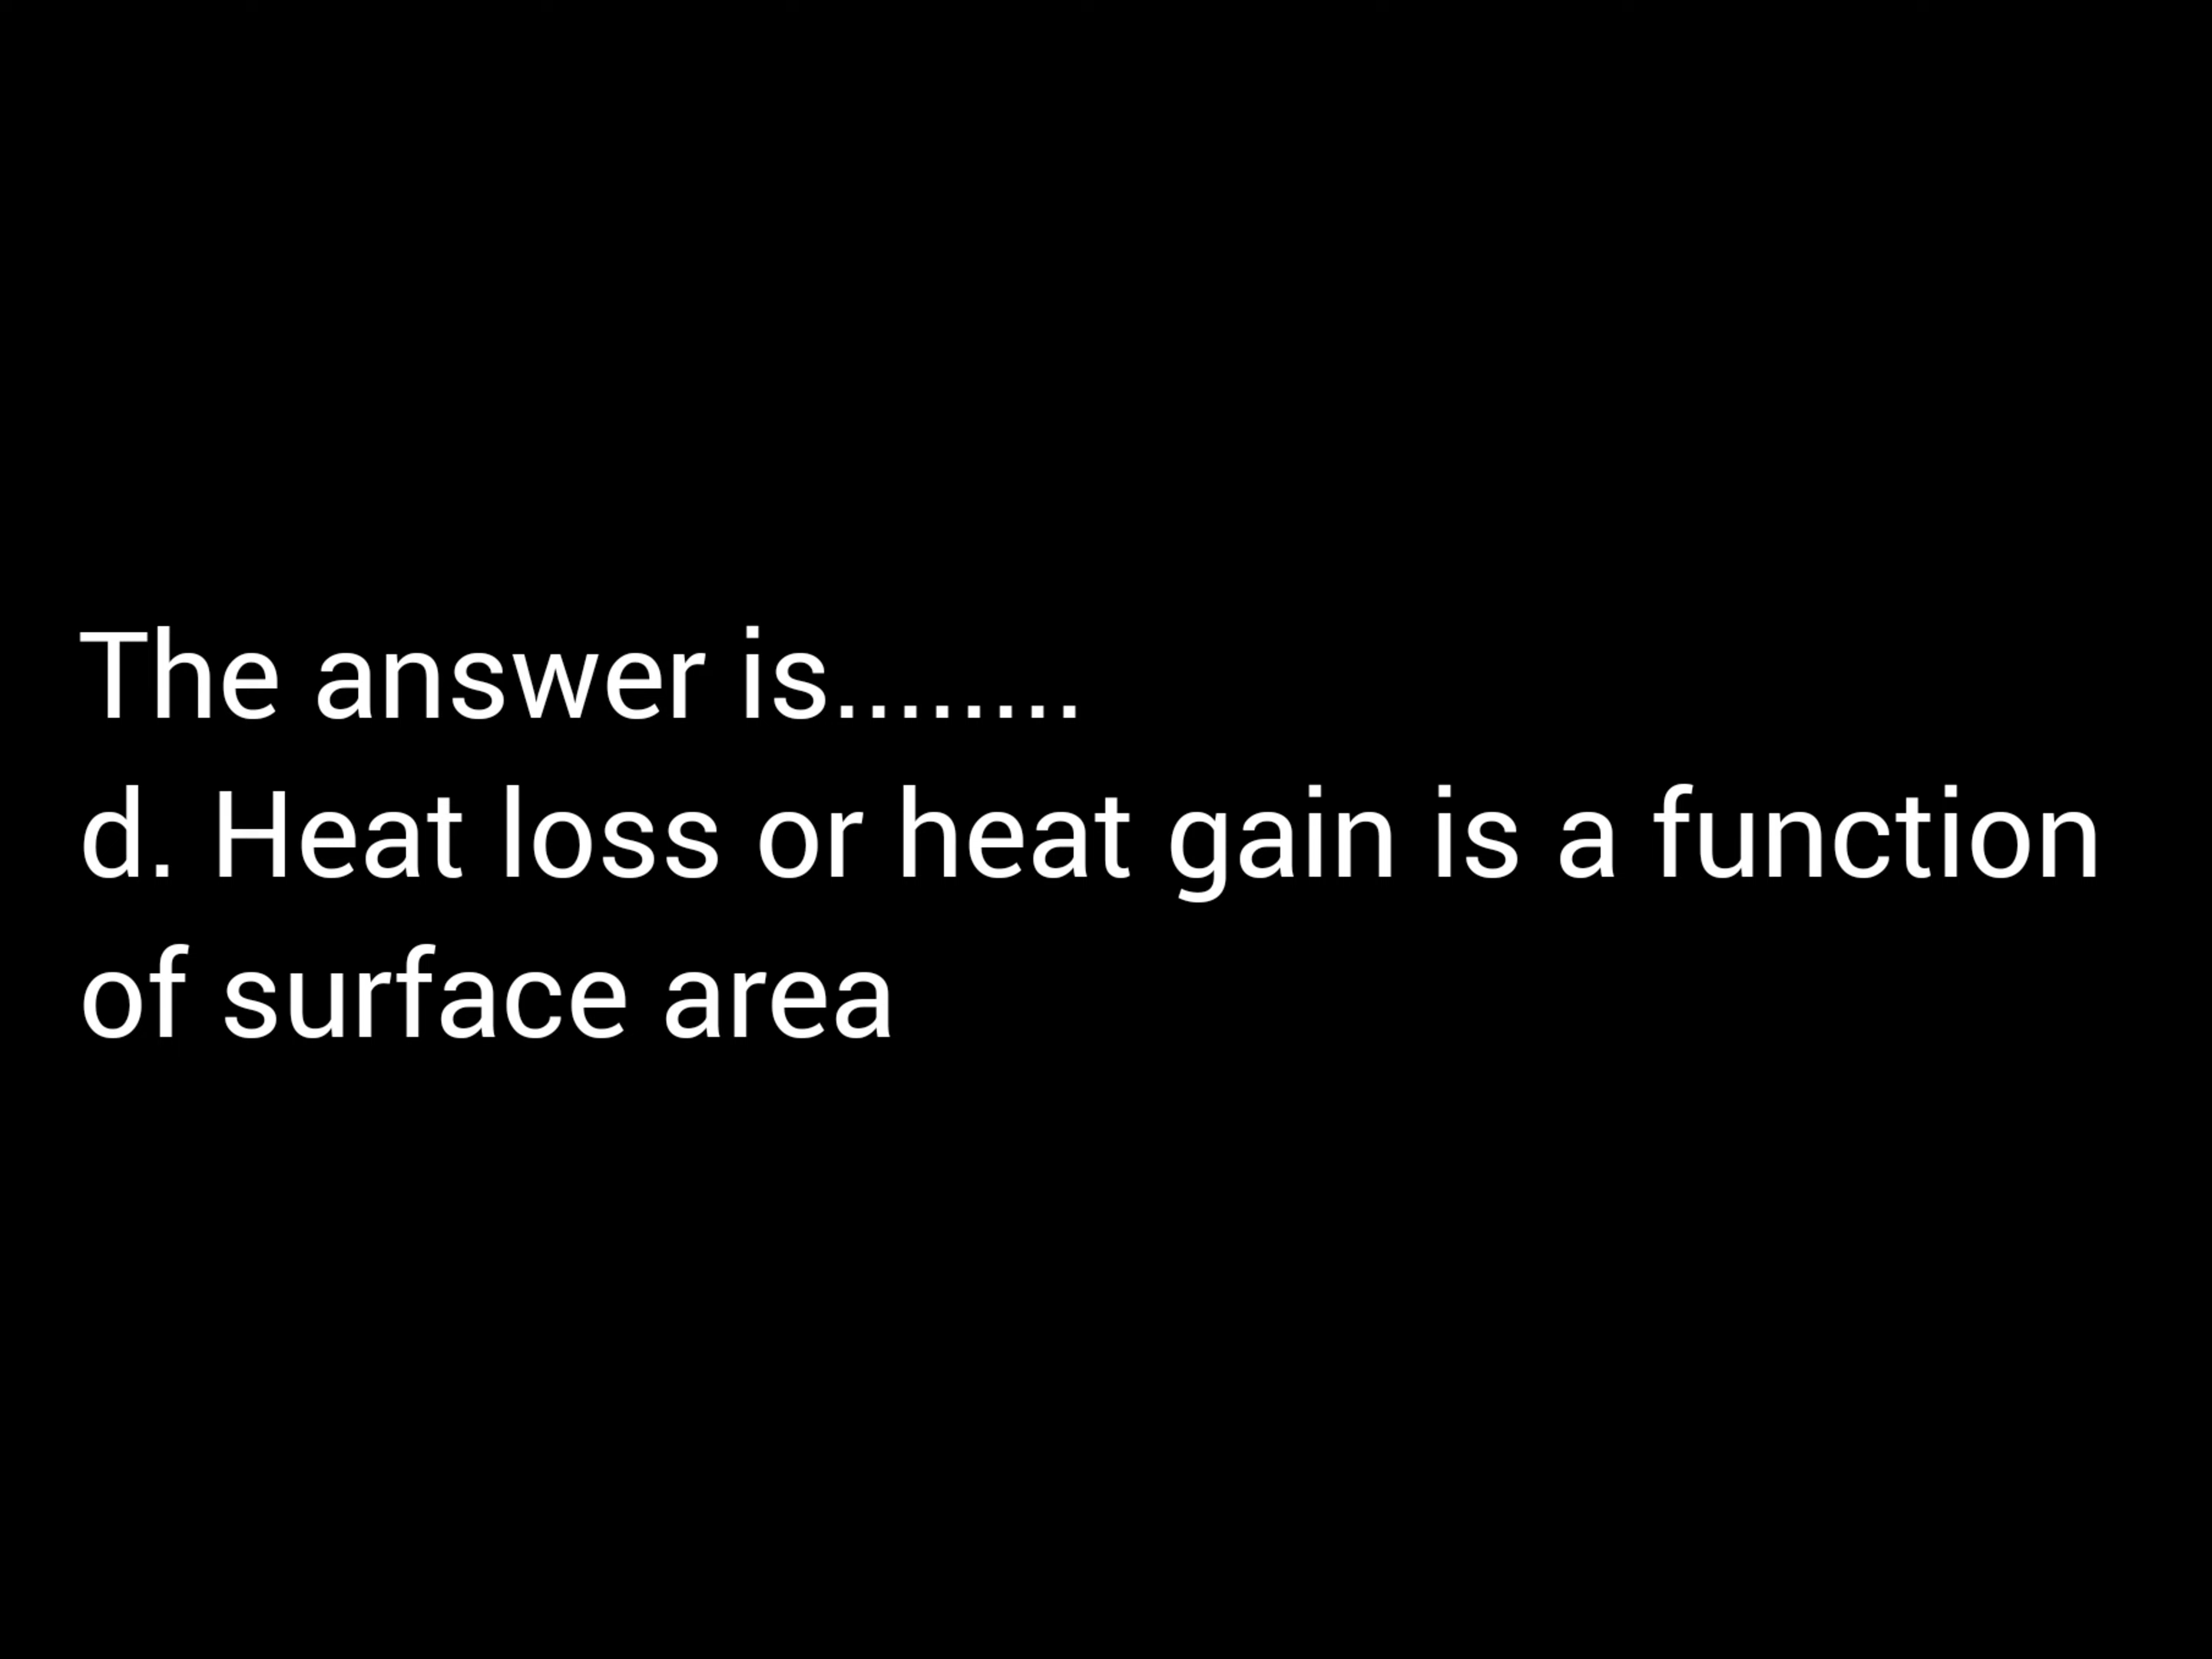 The answer is........
d. Heat loss or heat gain is a function
of surface area